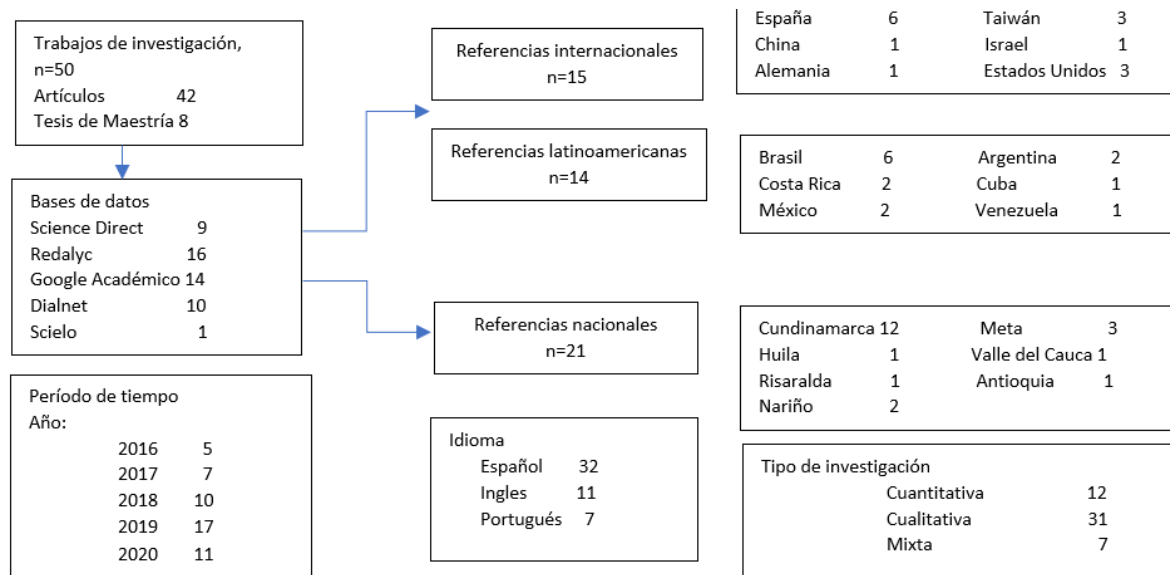 Trabajos de investigación,
n=50
Artículos 42
Tesis de Maestría 8
Bases de datos
Science Direct 9
Redalyc 16
Google Académico 14
Dialnet 10
Scielo 1
Período de tiempo
Año:
2016 5
2017 7
2018 10
2019 17
2020 11
Referencias internacionales
n=15
Referencias latinoamericanas
n=14
Referencias nacionales
n=21
Idioma
Español 32
Ingles 11
Portugués 7
España 6 Taiwán 3
China 1 Israel 1
Alemania 1 Estados Unidos 3
Brasil 6 Argentina 2
Costa Rica 2 Cuba 1
México 2 Venezuela 1
Cundinamarca 12 Meta 3
Huila 1 Valle del Cauca 1
Risaralda 1 Antioquia 1
Nariño 2
Tipo de investigación
Cuantitativa 12
Cualitativa 31
Mixta 7